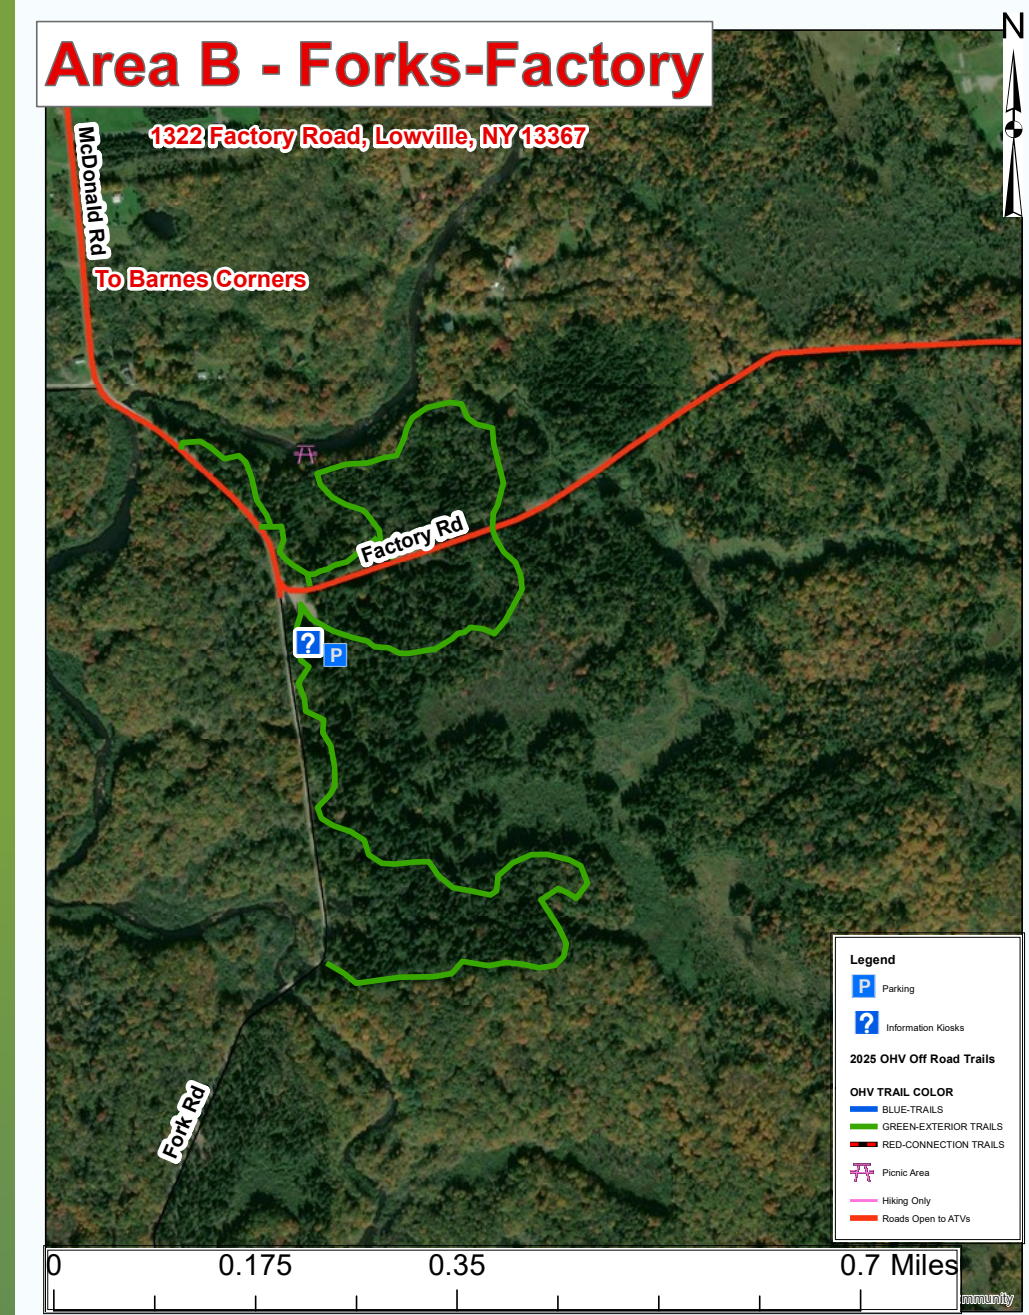 Area B - Forks-Factory
N
1322 Factory Road, Lowville, NY 13367
McDonald Rd
To Barnes Corners
Factory Rd
?
P
Fork Rd
Legend
P Parking
? Information Kiosks
2025 OHV Off Road Trails
OHV TRAIL COLOR
BLUE-TRAILS
GREEN-EXTERIOR TRAILS
RED-CONNECTION TRAILS
Picnic Area
Hiking Only
Roads Open to ATVs
0 0.175 0.35 0.7 Miles